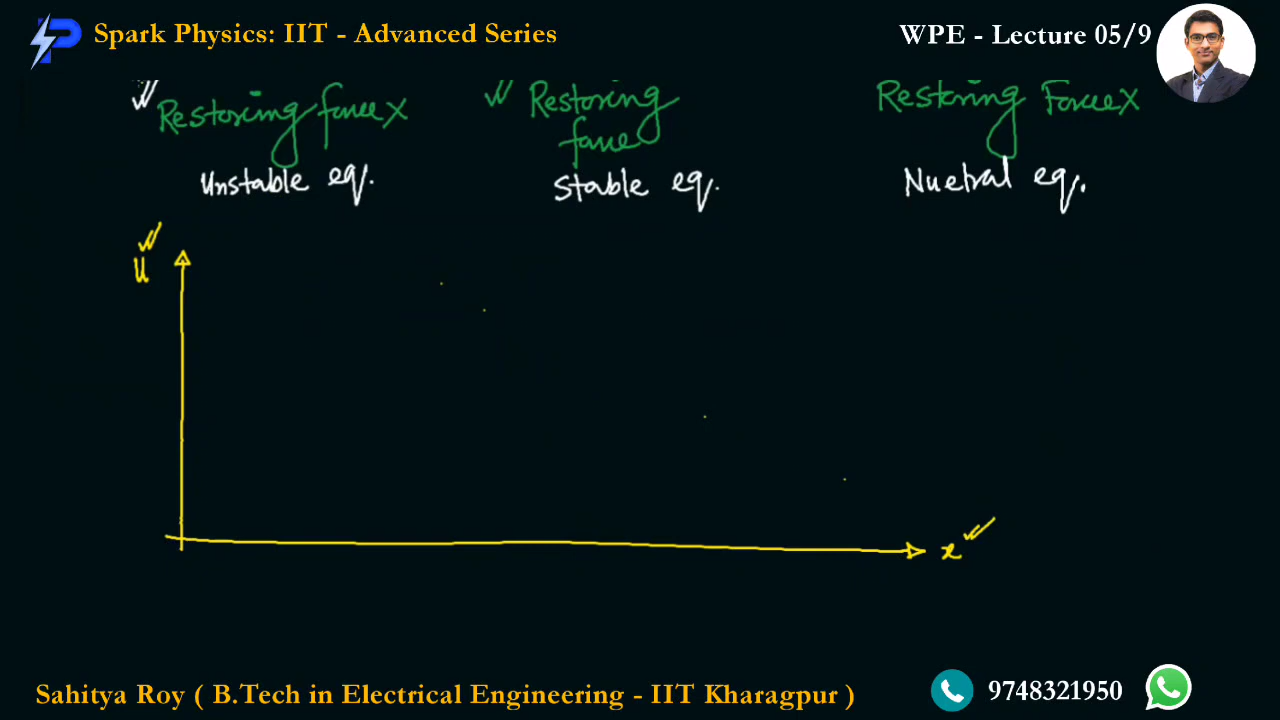 Spark Physics: IIT - Advanced Series
WPE - Lecture 05/9
Restoring force X
Restoring
force
Restoring Force X
Unstable eq.
Stable eq.
Nuetral eq.
U
x
Sahitya Roy ( B.Tech in Electrical Engineering - IIT Kharagpur )
9748321950